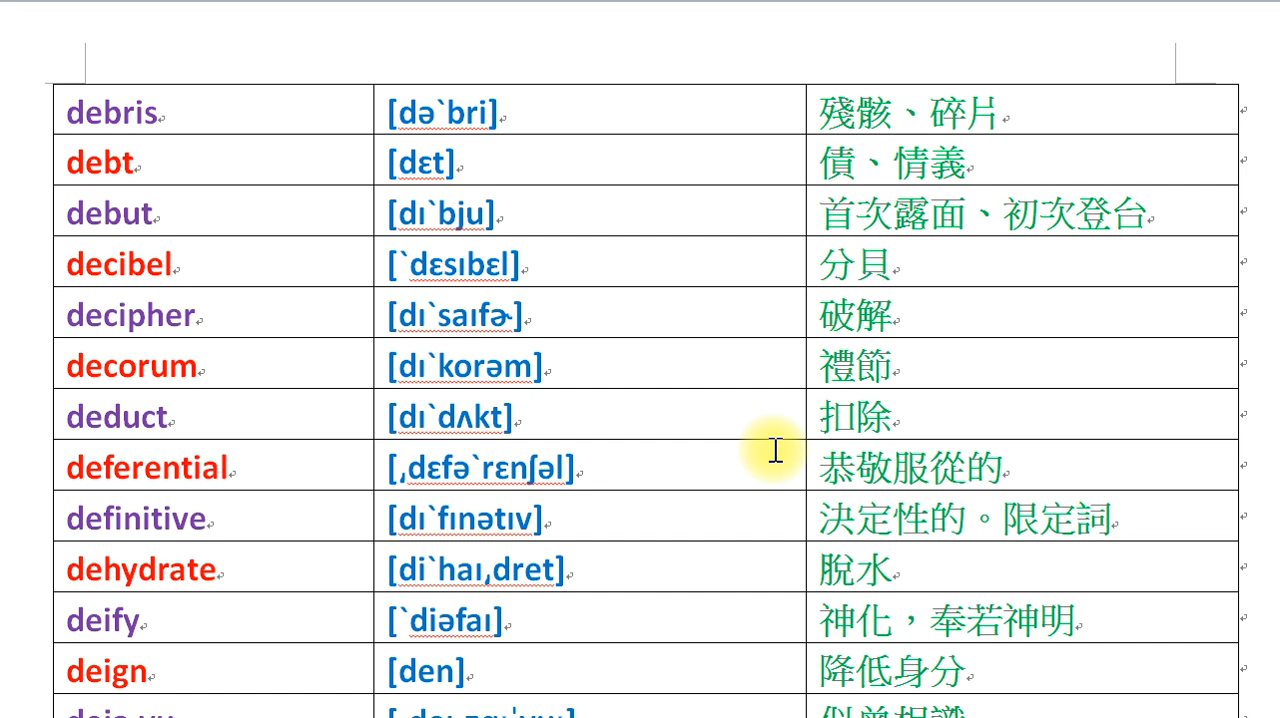 debris [də`bri] 殘骸、碎片
debt [dɛt] 債、情義
debut [dɪ`bju] 首次露面、初次登台
decibel [`dɛsɪbɛl] 分貝
decipher [dɪ`saɪfɚ] 破解
decorum [dɪ`korəm] 禮節
deduct [dɪ`dʌkt] 扣除
deferential [͵dɛfə`rɛnʃəl] 恭敬服從的
definitive [dɪ`fɪnətɪv] 決定性的。限定詞
dehydrate [di`haɪ͵dret] 脫水
deify [`diəfaɪ] 神化，奉若神明
deign [den] 降低身分